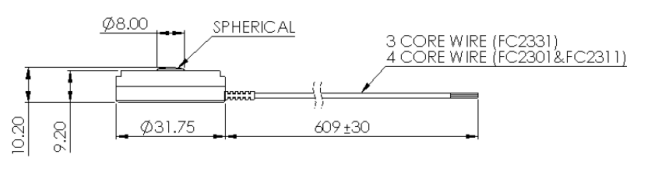 Ø8.00
SPHERICAL
3 CORE WIRE (FC2331)
4 CORE WIRE (FC2301&FC2311)
10.20
9.20
Ø31.75
609±30